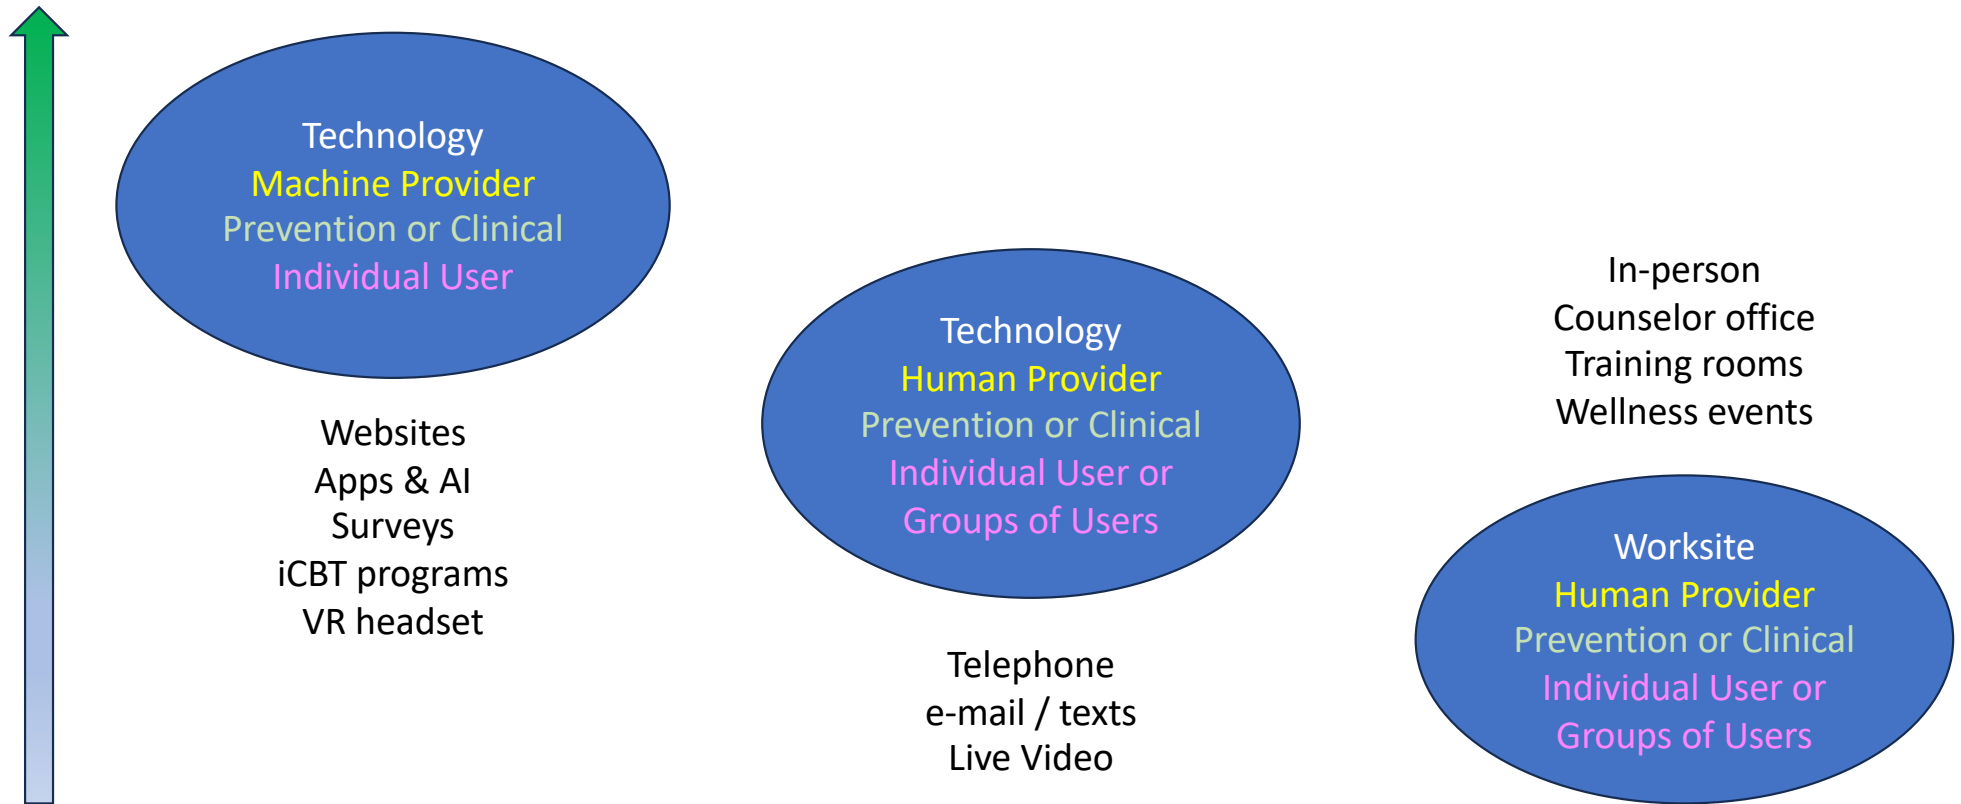 Technology
Machine Provider
Prevention or Clinical
Individual User
Websites
Apps & AI
Surveys
iCBT programs
VR headset
Technology
Human Provider
Prevention or Clinical
Individual User or
Groups of Users
Telephone
e-mail / texts
Live Video
In-person
Counselor office
Training rooms
Wellness events
Worksite
Human Provider
Prevention or Clinical
Individual User or
Groups of Users